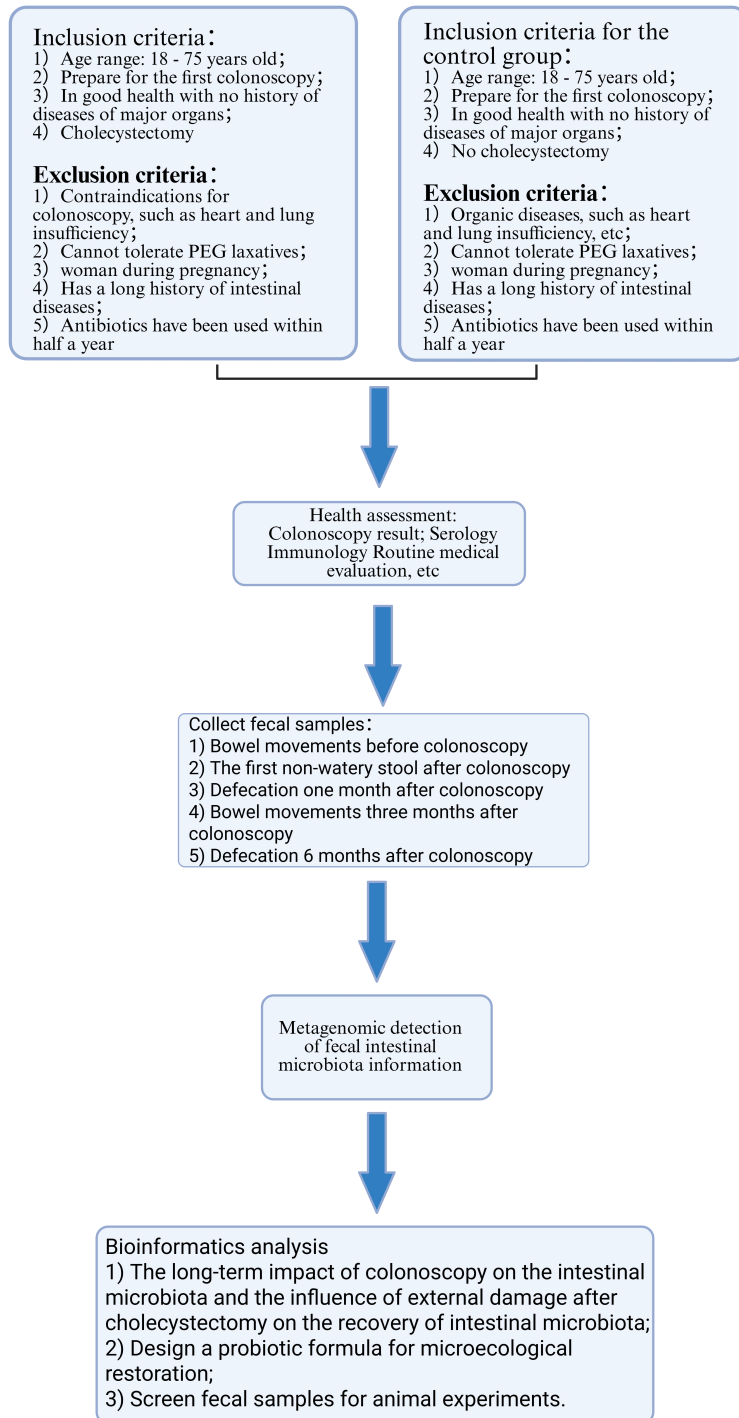 Inclusion criteria：
1）Age range: 18 - 75 years old；
2）Prepare for the first colonoscopy；
3）In good health with no history of
diseases of major organs；
4）Cholecystectomy
Exclusion criteria：
1）Contraindications for
colonoscopy, such as heart and lung
insufficiency；
2）Cannot tolerate PEG laxatives；
3）woman during pregnancy；
4）Has a long history of intestinal
diseases；
5）Antibiotics have been used within
half a year
Inclusion criteria for the
control group：
1）Age range: 18 - 75 years old；
2）Prepare for the first colonoscopy；
3）In good health with no history of
diseases of major organs；
4）No cholecystectomy
Exclusion criteria：
1）Organic diseases, such as heart
and lung insufficiency, etc；
2）Cannot tolerate PEG laxatives；
3）woman during pregnancy；
4）Has a long history of intestinal
diseases；
5）Antibiotics have been used within
half a year
Health assessment:
Colonoscopy result; Serology
Immunology Routine medical
evaluation, etc
Collect fecal samples：
1) Bowel movements before colonoscopy
2) The first non-watery stool after colonoscopy
3) Defecation one month after colonoscopy
4) Bowel movements three months after
colonoscopy
5) Defecation 6 months after colonoscopy
Metagenomic detection
of fecal intestinal
microbiota information
Bioinformatics analysis
1) The long-term impact of colonoscopy on the intestinal
microbiota and the influence of external damage after
cholecystectomy on the recovery of intestinal microbiota;
2) Design a probiotic formula for microecological
restoration;
3) Screen fecal samples for animal experiments.